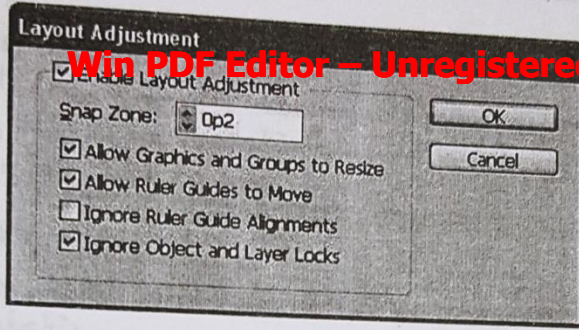 Layout Adjustment
Win PDF Editor – Unregistered
Enable Layout Adjustment
Snap Zone: 0p2
OK
Allow Graphics and Groups to Resize
Cancel
Allow Ruler Guides to Move
Ignore Ruler Guide Alignments
Ignore Object and Layer Locks